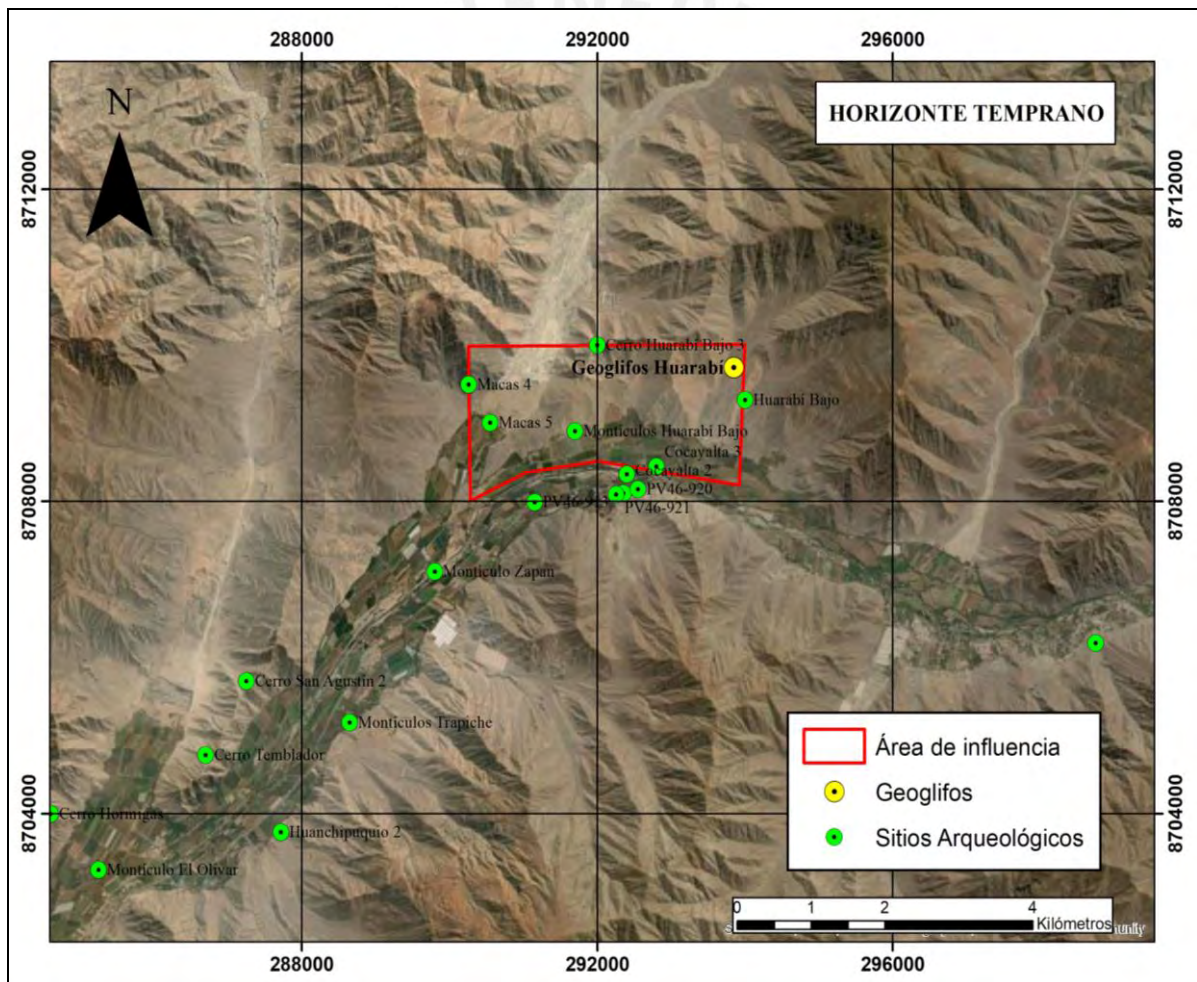 288000 292000 296000
N
HORIZONTE TEMPRANO
8712000 8712000
Cerro Huarabí Bajo 3
Geoglifos Huarabí
Macas 4
Huarabí Bajo
Macas 5
Montículos Huarabí Bajo
Cocayalta 3
Cocayalta 2
PV46-920
8708000 8708000
PV46-921
Montículo Zapan
Cerro San Agustín 2
Montículos Trapiche
Área de influencia
Cerro Temblador
Geoglifos
8704000 8704000
Cerro Hormigas
Huanchipuquio 2
Sitios Arqueológicos
Montículo El Olivar
0 1 2 4
Kilómetros
288000 292000 296000